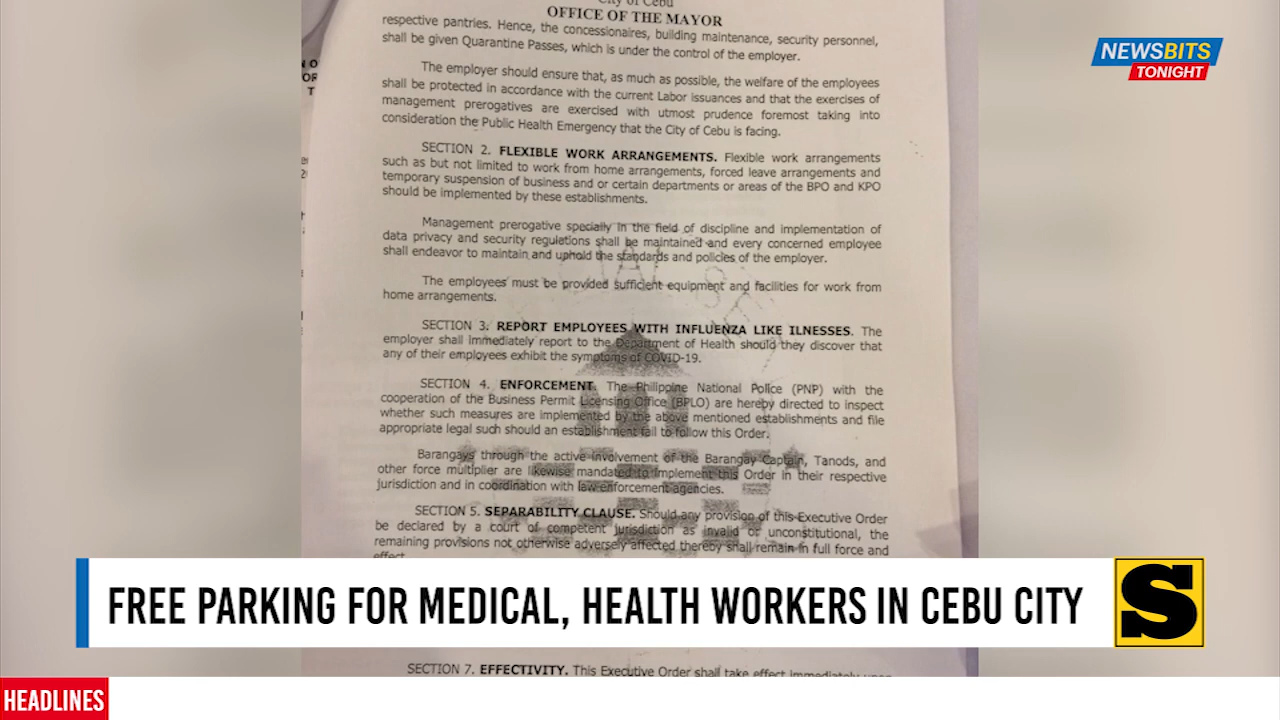 City of Cebu
OFFICE OF THE MAYOR
respective pantries. Hence, the concessionaires, building maintenance, security personnel,
shall be given Quarantine Passes, which is under the control of the employer.
The employer should ensure that, as much as possible, the welfare of the employees
shall be protected in accordance with the current Labor issuances and that the exercises of
management prerogatives are exercised with utmost prudence foremost taking into
consideration the Public Health Emergency that the City of Cebu is facing.
SECTION 2. FLEXIBLE WORK ARRANGEMENTS. Flexible work arrangements
such as but not limited to work from home arrangements, forced leave arrangements and
temporary suspension of business and or certain departments or areas of the BPO and KPO
should be implemented by these establishments.
Management prerogative specially in the field of discipline and implementation of
data privacy and security regulations shall be maintained and every concerned employee
shall endeavor to maintain and uphold the standards and policies of the employer.
The employees must be provided sufficient equipment and facilities for work from
home arrangements.
SECTION 3. REPORT EMPLOYEES WITH INFLUENZA LIKE ILNESSES. The
employer shall immediately report to the Department of Health should they discover that
any of their employees exhibit the symptoms of COVID-19.
SECTION 4. ENFORCEMENT. The Philippine National Police (PNP) with the
cooperation of the Business Permit Licensing Office (BPLO) are hereby directed to inspect
whether such measures are implemented by the above mentioned establishments and file
appropriate legal such should an establishment fail to follow this Order.
Barangays through the active involvement of the Barangay Captain, Tanods, and
other force multiplier are likewise mandated to implement this Order in their respective
jurisdiction and in coordination with law enforcement agencies.
SECTION 5. SEPARABILITY CLAUSE. Should any provision of this Executive Order
be declared by a court of competent jurisdiction as invalid or unconstitutional, the
remaining provisions not otherwise adversely affected thereby shall remain in full force and
effect.
SECTION 7. EFFECTIVITY. This Executive Order shall take effect immediately upon
NEWSBITS
TONIGHT
FREE PARKING FOR MEDICAL, HEALTH WORKERS IN CEBU CITY
S
HEADLINES